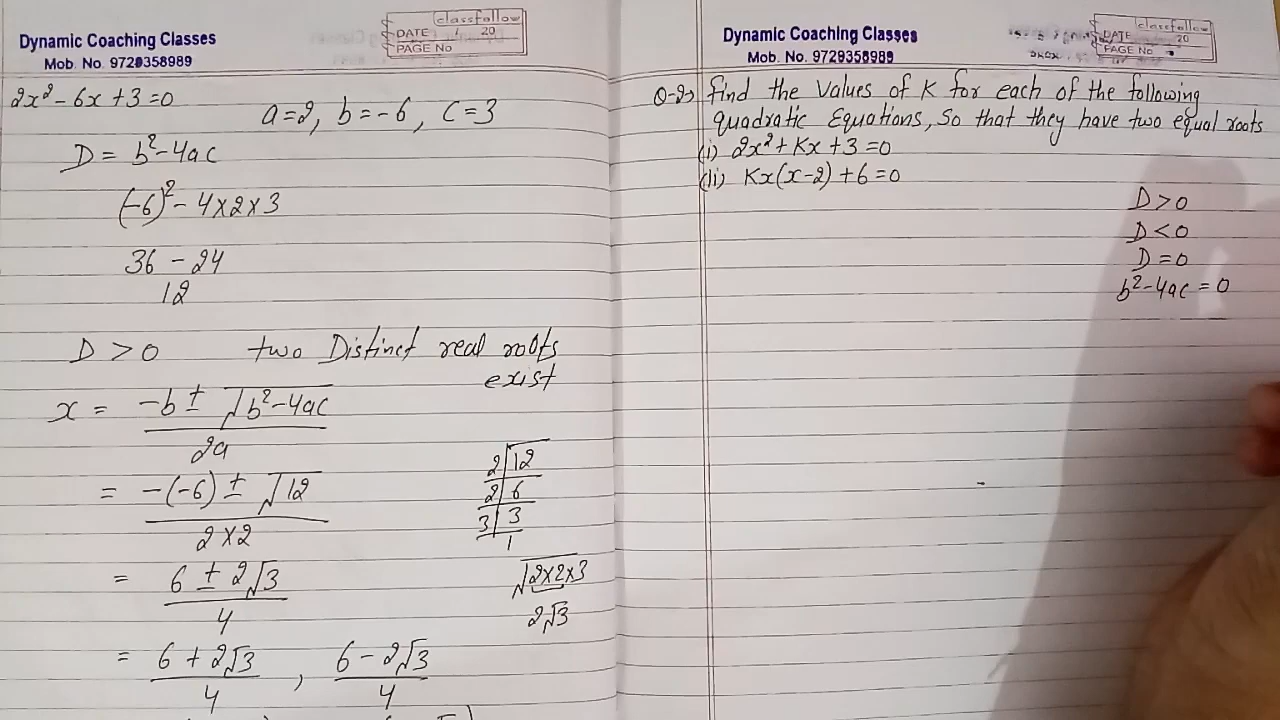 Dynamic Coaching Classes
Mob. No. 9729358989
classfollow
DATE / 20
PAGE No
2x² - 6x + 3 = 0
a = 2, b = -6, c = 3
D = b² - 4ac
(-6)² - 4 × 2 × 3
36 - 24
12
D > 0 two Distinct real roots
exist
x = -b ± √b² - 4ac
2a
= -(-6) ± √12
2 × 2
2 12
2 6
3 3
1
= 6 ± 2√3
4
√2×2×3
2√3
= 6 + 2√3 , 6 - 2√3
4 4
Dynamic Coaching Classes
Mob. No. 9729358989
classfollow
DATE 20
PAGE No
Q-2) find the values of K for each of the following
quadratic Equations, So that they have two equal roots
(i) 2x² + Kx + 3 = 0
(ii) Kx(x-2) + 6 = 0
D > 0
D < 0
D = 0
b² - 4ac = 0